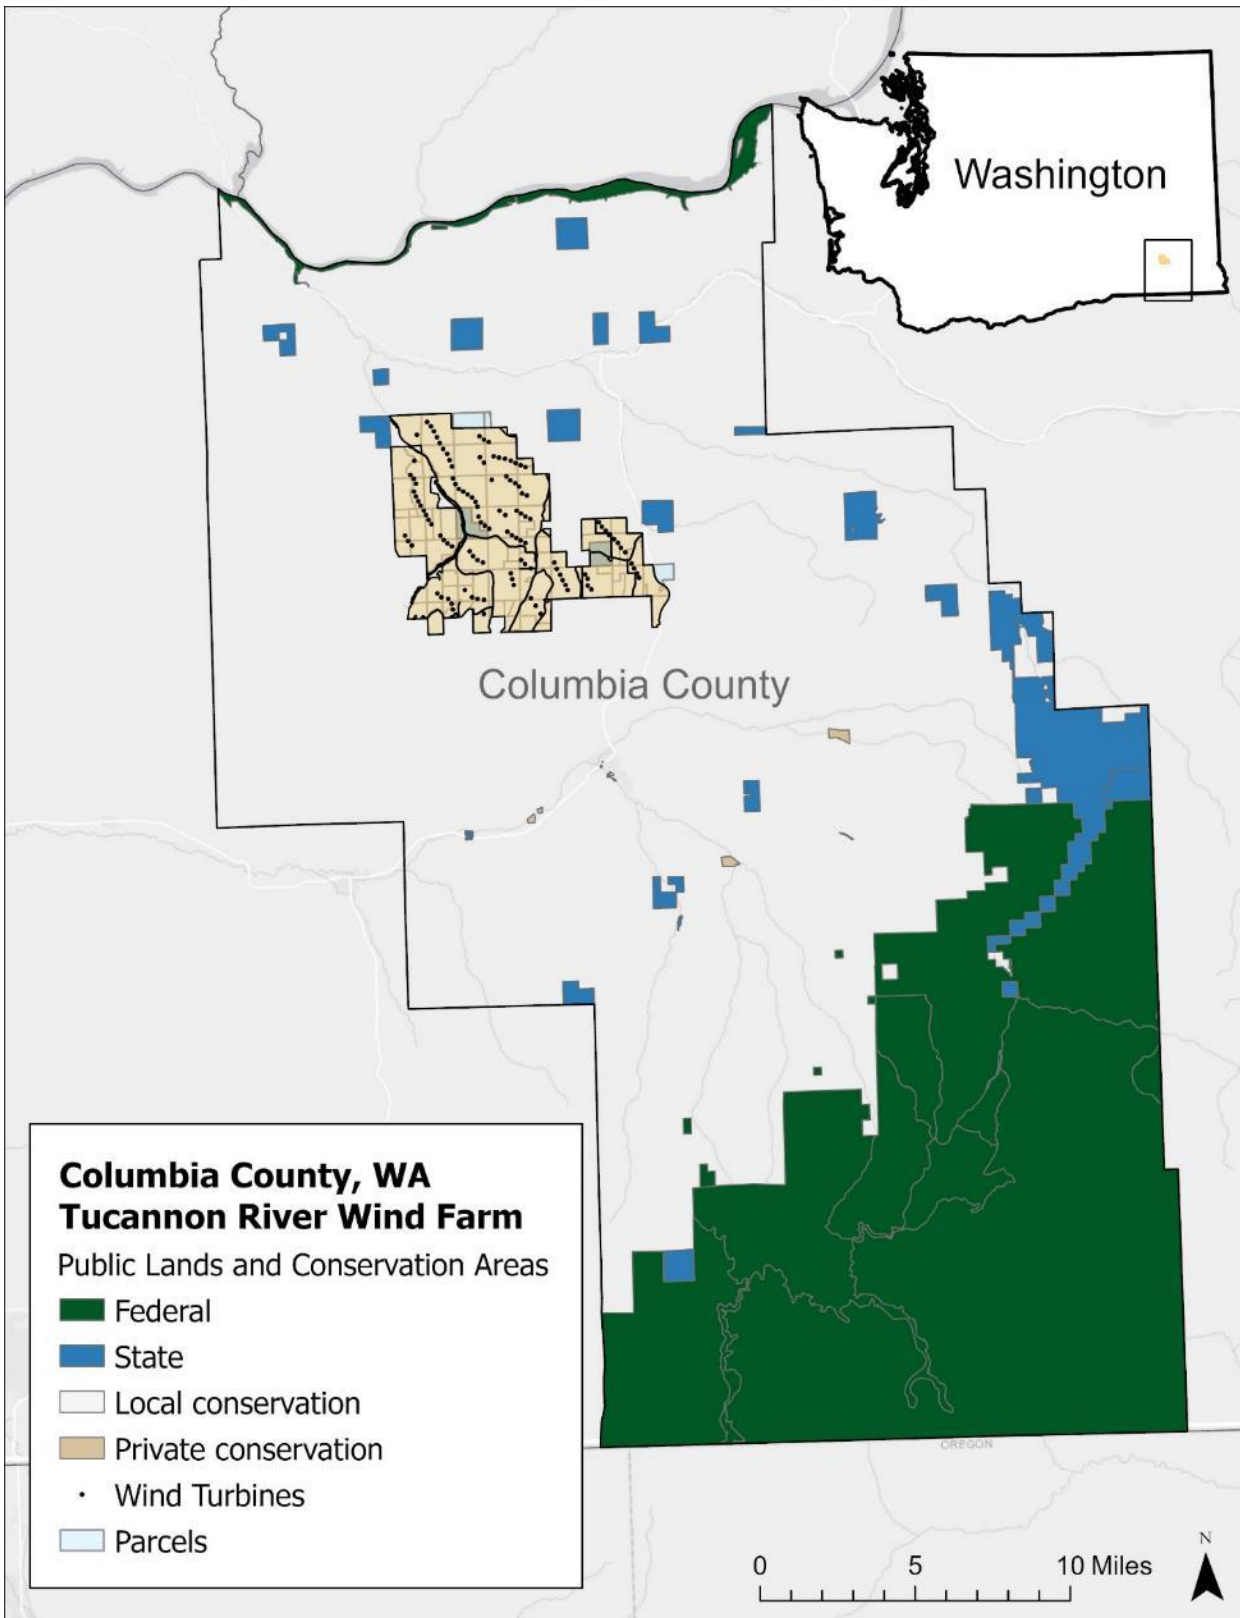 Washington
Columbia County
Columbia County, WA
Tucannon River Wind Farm
Public Lands and Conservation Areas
Federal
State
Local conservation
Private conservation
Wind Turbines
Parcels
OREGON
N
0 5 10 Miles